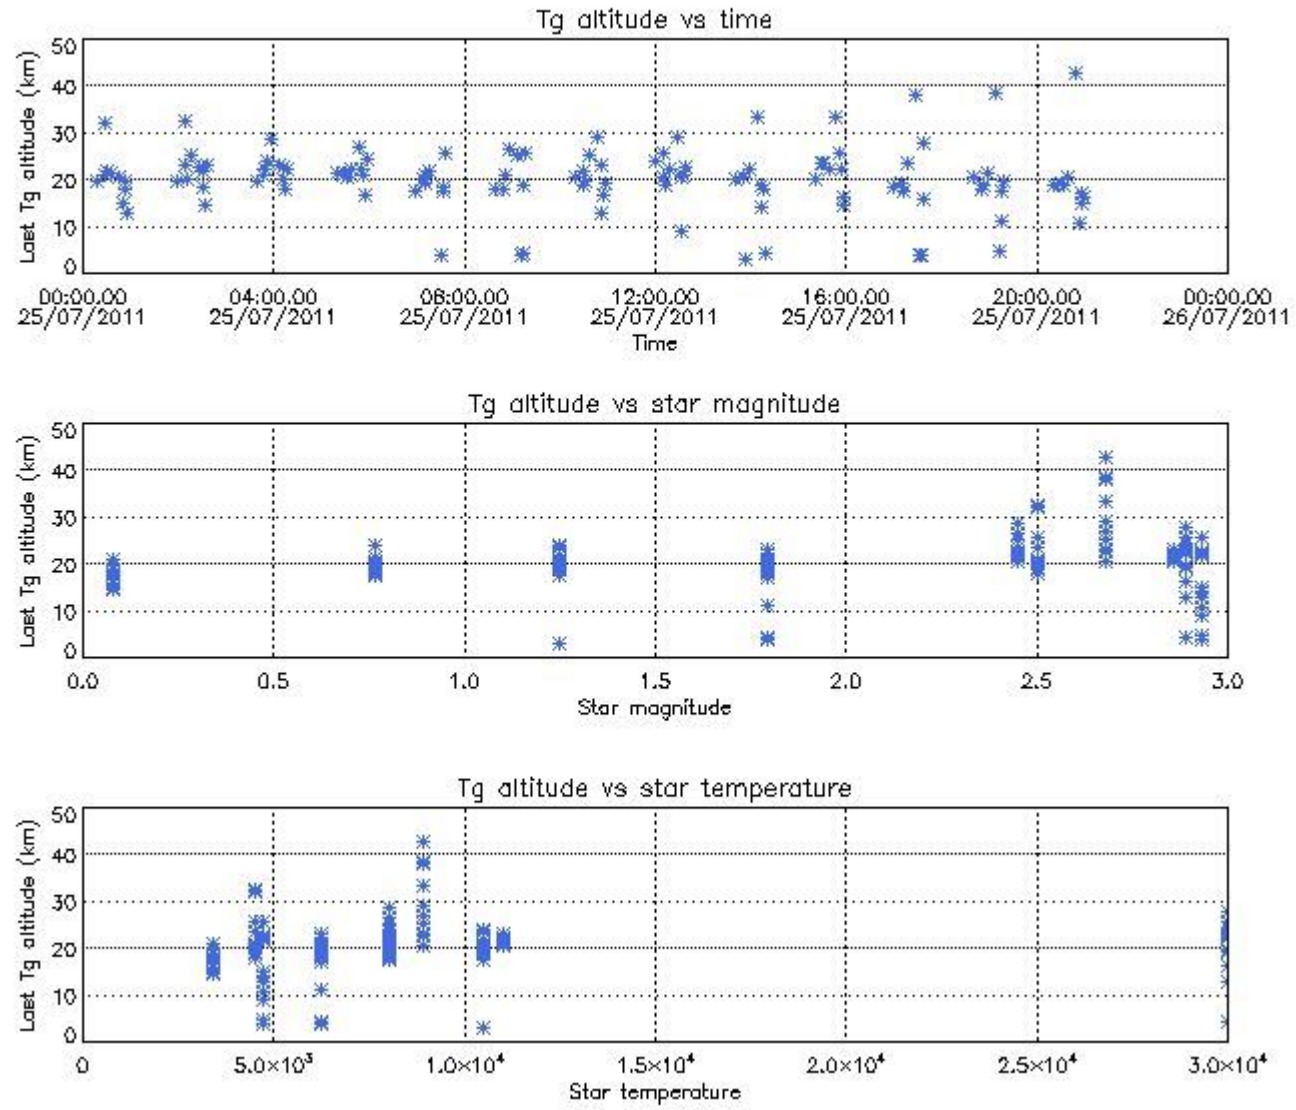 Tg altitude vs time
Last Tg altitude (km)
50
40
30
20
10
0
00:00.00 04:00.00 08:00.00 12:00.00 16:00.00 20:00.00 00:00.00
25/07/2011 25/07/2011 25/07/2011 25/07/2011 25/07/2011 25/07/2011 26/07/2011
Time
Tg altitude vs star magnitude
Last Tg altitude (km)
50
40
30
20
10
0
0.0 0.5 1.0 1.5 2.0 2.5 3.0
Star magnitude
Tg altitude vs star temperature
Last Tg altitude (km)
50
40
30
20
10
0
0 5.0×10³ 1.0×10⁴ 1.5×10⁴ 2.0×10⁴ 2.5×10⁴ 3.0×10⁴
Star temperature